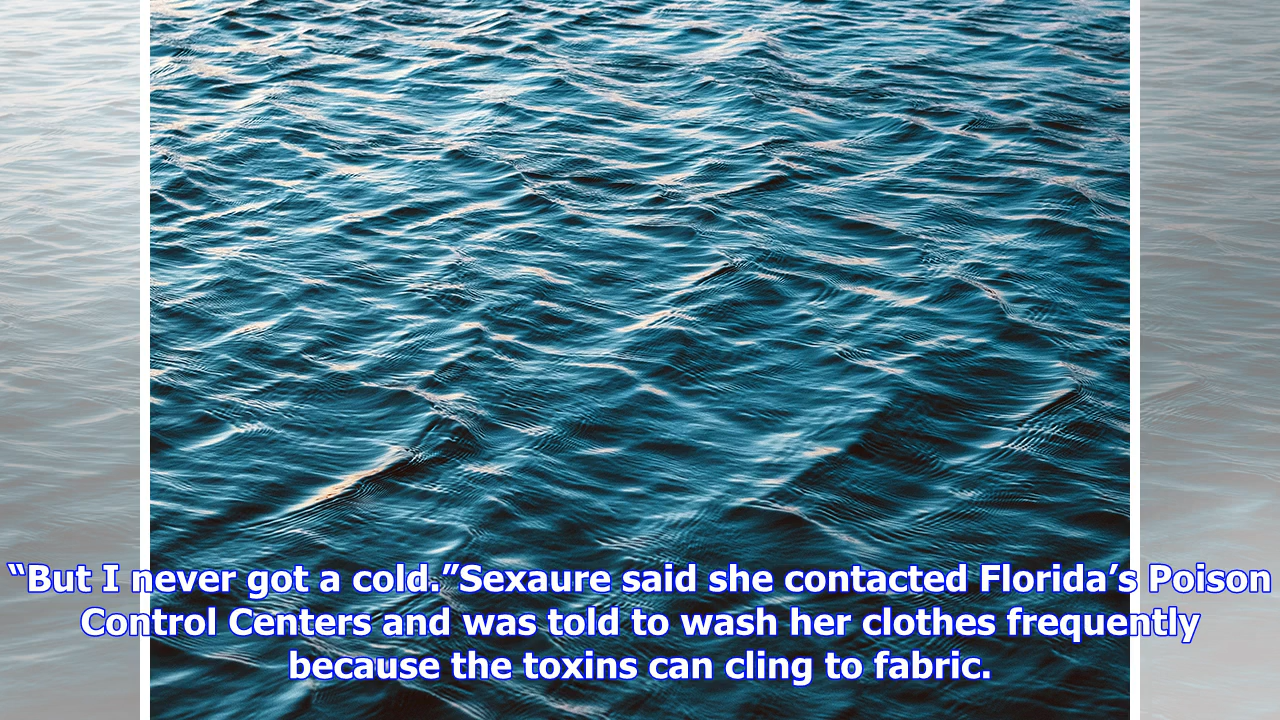 “But I never got a cold.”Sexaure said she contacted Florida’s Poison
Control Centers and was told to wash her clothes frequently
because the toxins can cling to fabric.